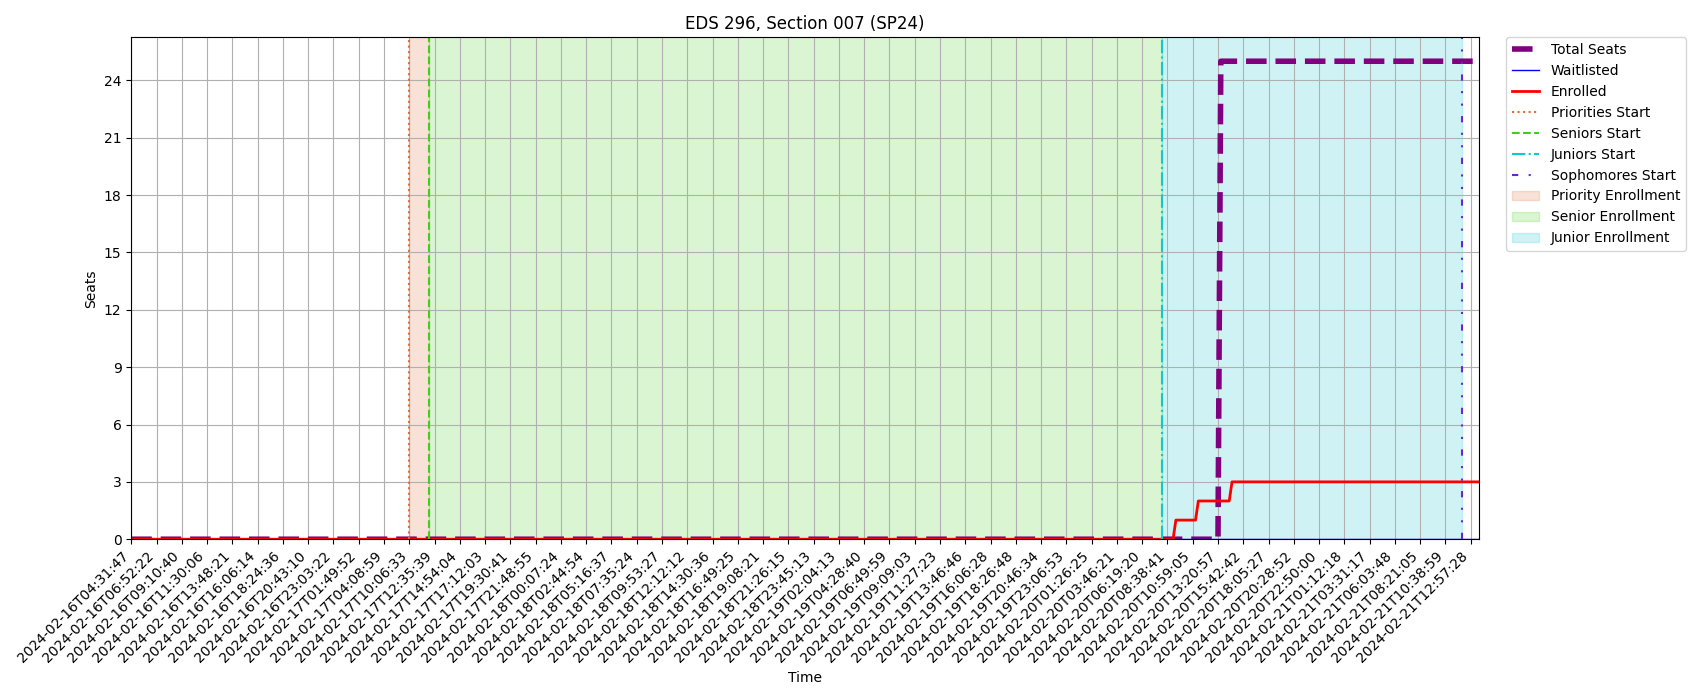 EDS 296, Section 007 (SP24)
Total Seats
Waitlisted
Enrolled
Priorities Start
Seniors Start
Juniors Start
Sophomores Start
Priority Enrollment
Senior Enrollment
Junior Enrollment
Seats
24
21
18
15
12
9
6
3
0
2024-02-16T04:31:47
2024-02-16T06:52:22
2024-02-16T09:10:40
2024-02-16T11:30:06
2024-02-16T13:48:21
2024-02-16T16:06:14
2024-02-16T18:24:36
2024-02-16T20:43:10
2024-02-16T23:03:22
2024-02-17T01:49:52
2024-02-17T04:08:59
2024-02-17T10:06:33
2024-02-17T12:35:39
2024-02-17T14:54:04
2024-02-17T17:12:03
2024-02-17T19:30:41
2024-02-17T21:48:55
2024-02-18T00:07:24
2024-02-18T02:44:54
2024-02-18T05:16:37
2024-02-18T07:35:24
2024-02-18T09:53:27
2024-02-18T12:12:12
2024-02-18T14:30:36
2024-02-18T16:49:25
2024-02-18T19:08:21
2024-02-18T21:26:15
2024-02-18T23:45:13
2024-02-19T02:04:13
2024-02-19T04:28:40
2024-02-19T06:49:59
2024-02-19T09:09:03
2024-02-19T11:27:23
2024-02-19T13:46:46
2024-02-19T16:06:28
2024-02-19T18:26:48
2024-02-19T20:46:34
2024-02-19T23:06:53
2024-02-20T01:26:25
2024-02-20T03:46:21
2024-02-20T06:19:20
2024-02-20T08:38:41
2024-02-20T10:59:05
2024-02-20T13:20:57
2024-02-20T15:42:42
2024-02-20T18:05:27
2024-02-20T20:28:52
2024-02-20T22:50:00
2024-02-21T01:12:18
2024-02-21T03:31:17
2024-02-21T06:03:48
2024-02-21T08:21:05
2024-02-21T10:38:59
2024-02-21T12:57:28
Time